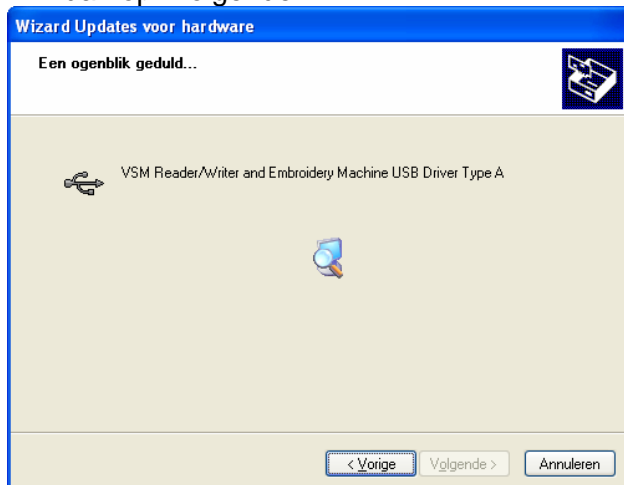 Wizard Updates voor hardware
Een ogenblik geduld...
VSM Reader/Writer and Embroidery Machine USB Driver Type A
< Vorige
Volgende >
Annuleren